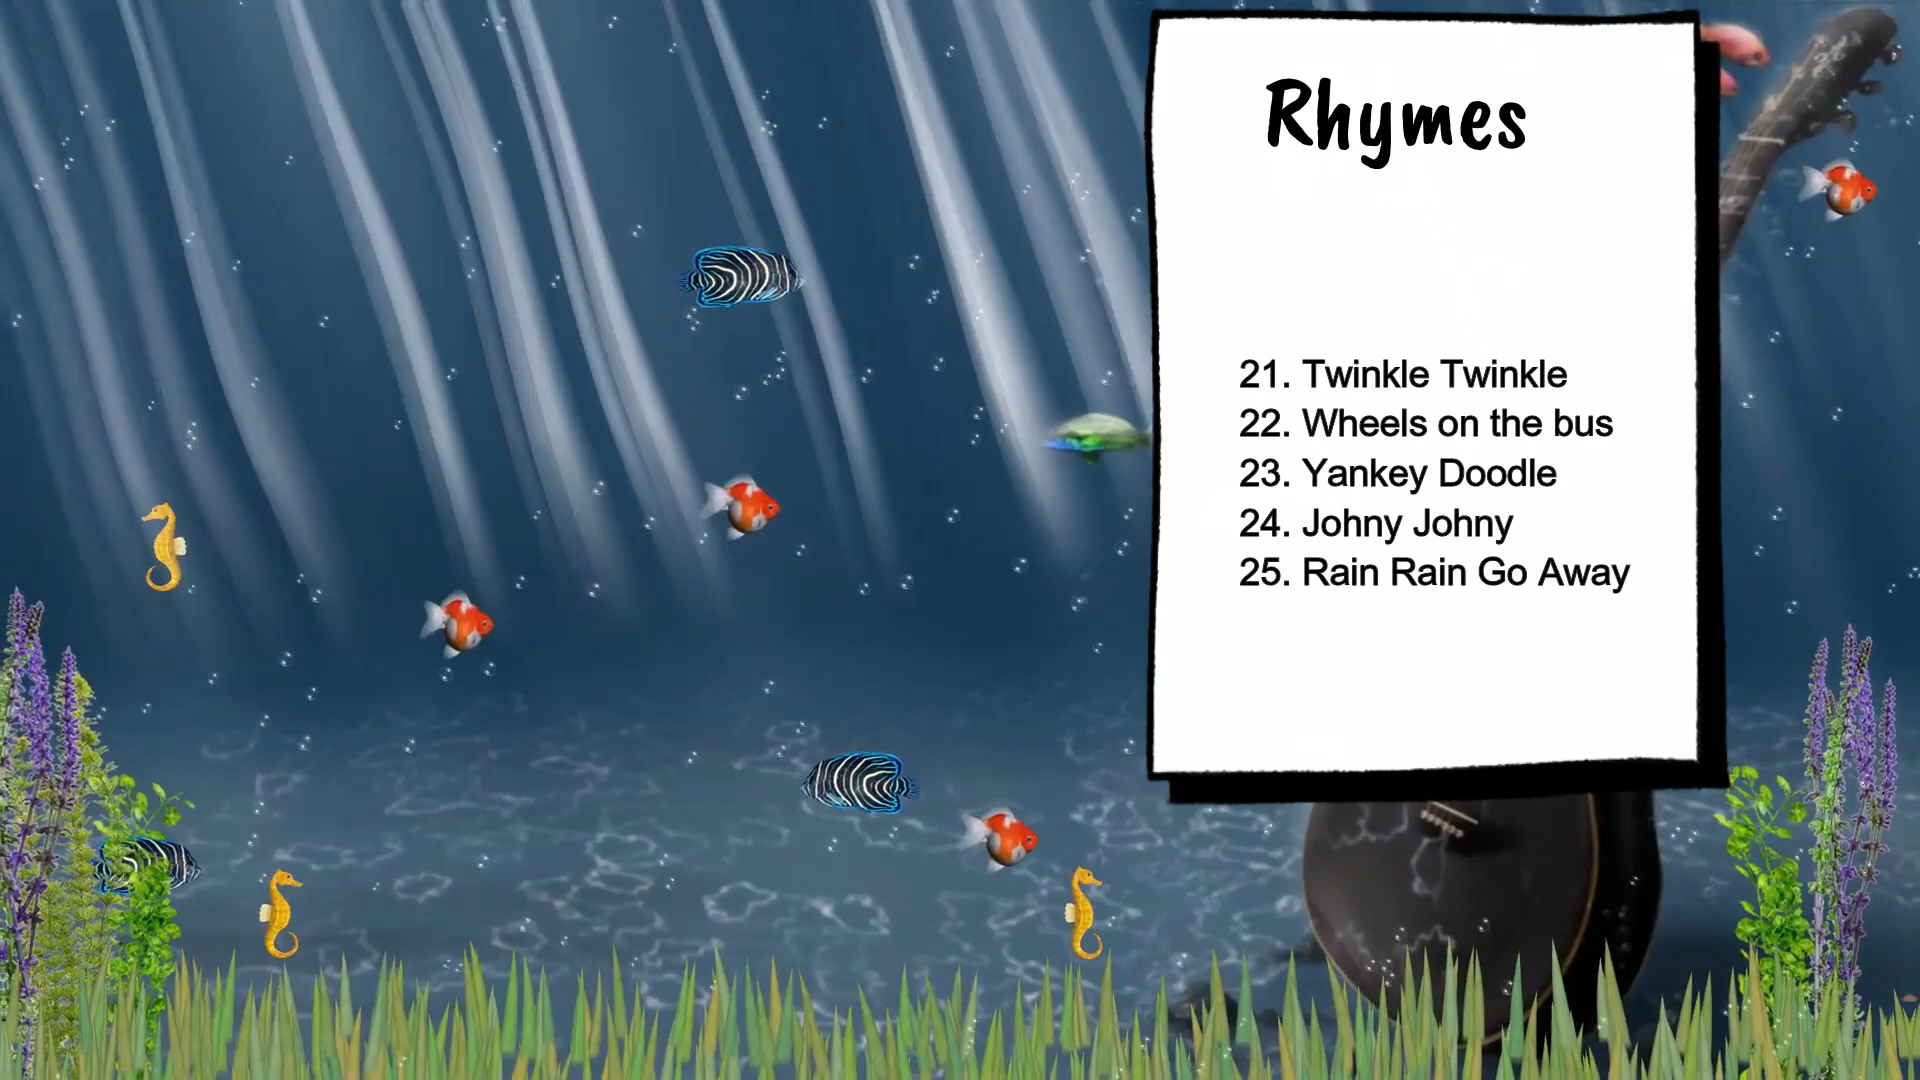 Rhymes
21. Twinkle Twinkle
22. Wheels on the bus
23. Yankey Doodle
24. Johny Johny
25. Rain Rain Go Away